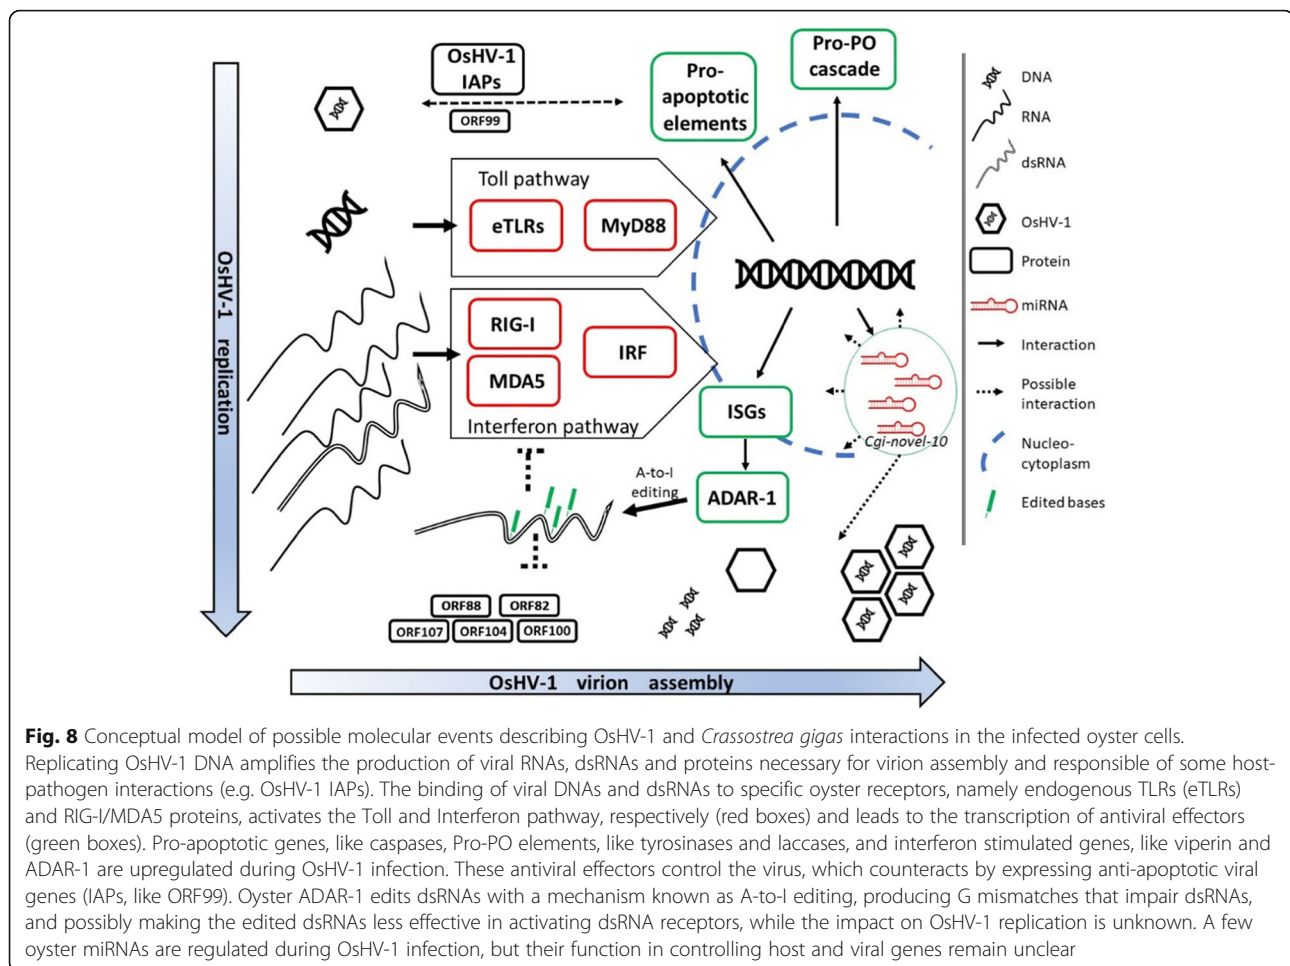 OsHV-1
IAPs
ORF99
Pro-
apoptotic
elements
Pro-PO
cascade
Toll pathway
eTLRs
MyD88
RIG-I
MDA5
IRF
Interferon pathway
ISGs
ADAR-1
A-to-I
editing
Cgi-novel-10
ORF88
ORF82
ORF107
ORF104
ORF100
OsHV-1 replication
OsHV-1 virion assembly
DNA
RNA
dsRNA
OsHV-1
Protein
miRNA
Interaction
Possible
interaction
Nucleo-
cytoplasm
Edited bases
Fig. 8 Conceptual model of possible molecular events describing OsHV-1 and Crassostrea gigas interactions in the infected oyster cells.
Replicating OsHV-1 DNA amplifies the production of viral RNAs, dsRNAs and proteins necessary for virion assembly and responsible of some host-
pathogen interactions (e.g. OsHV-1 IAPs). The binding of viral DNAs and dsRNAs to specific oyster receptors, namely endogenous TLRs (eTLRs)
and RIG-I/MDA5 proteins, activates the Toll and Interferon pathway, respectively (red boxes) and leads to the transcription of antiviral effectors
(green boxes). Pro-apoptotic genes, like caspases, Pro-PO elements, like tyrosinases and laccases, and interferon stimulated genes, like viperin and
ADAR-1 are upregulated during OsHV-1 infection. These antiviral effectors control the virus, which counteracts by expressing anti-apoptotic viral
genes (IAPs, like ORF99). Oyster ADAR-1 edits dsRNAs with a mechanism known as A-to-I editing, producing G mismatches that impair dsRNAs,
and possibly making the edited dsRNAs less effective in activating dsRNA receptors, while the impact on OsHV-1 replication is unknown. A few
oyster miRNAs are regulated during OsHV-1 infection, but their function in controlling host and viral genes remain unclear